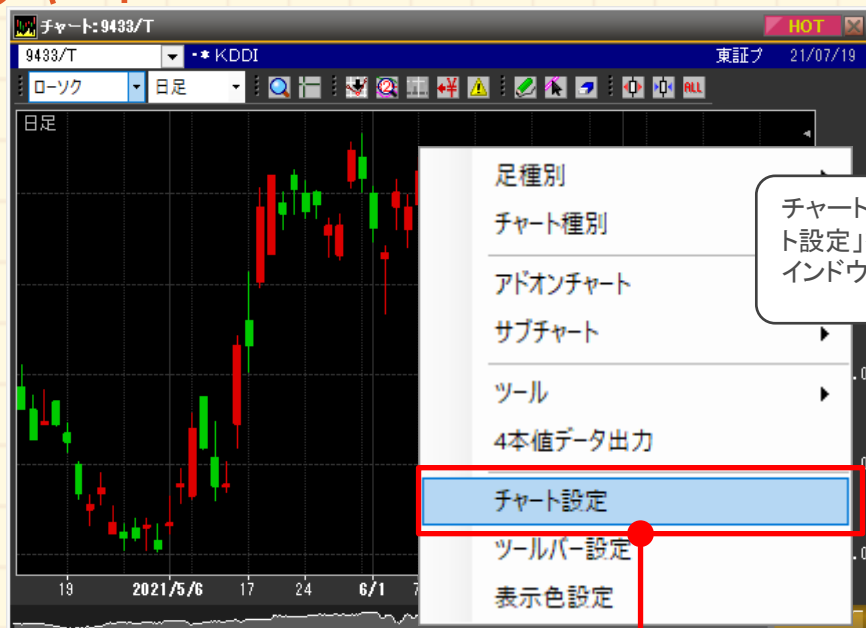 チャート:9433/T
HOT
9433/T
-* KDDI
東証プ 21/07/19
ローソク
日足
ALL
日足
足種別
チャート種別
アドオンチャート
サブチャート
ツール
4本値データ出力
チャート設定
ツールバー設定
表示色設定
チャート
ト設定」
インドウ
.0
.0
.0
19
2021/5/6
17
24
6/1
7